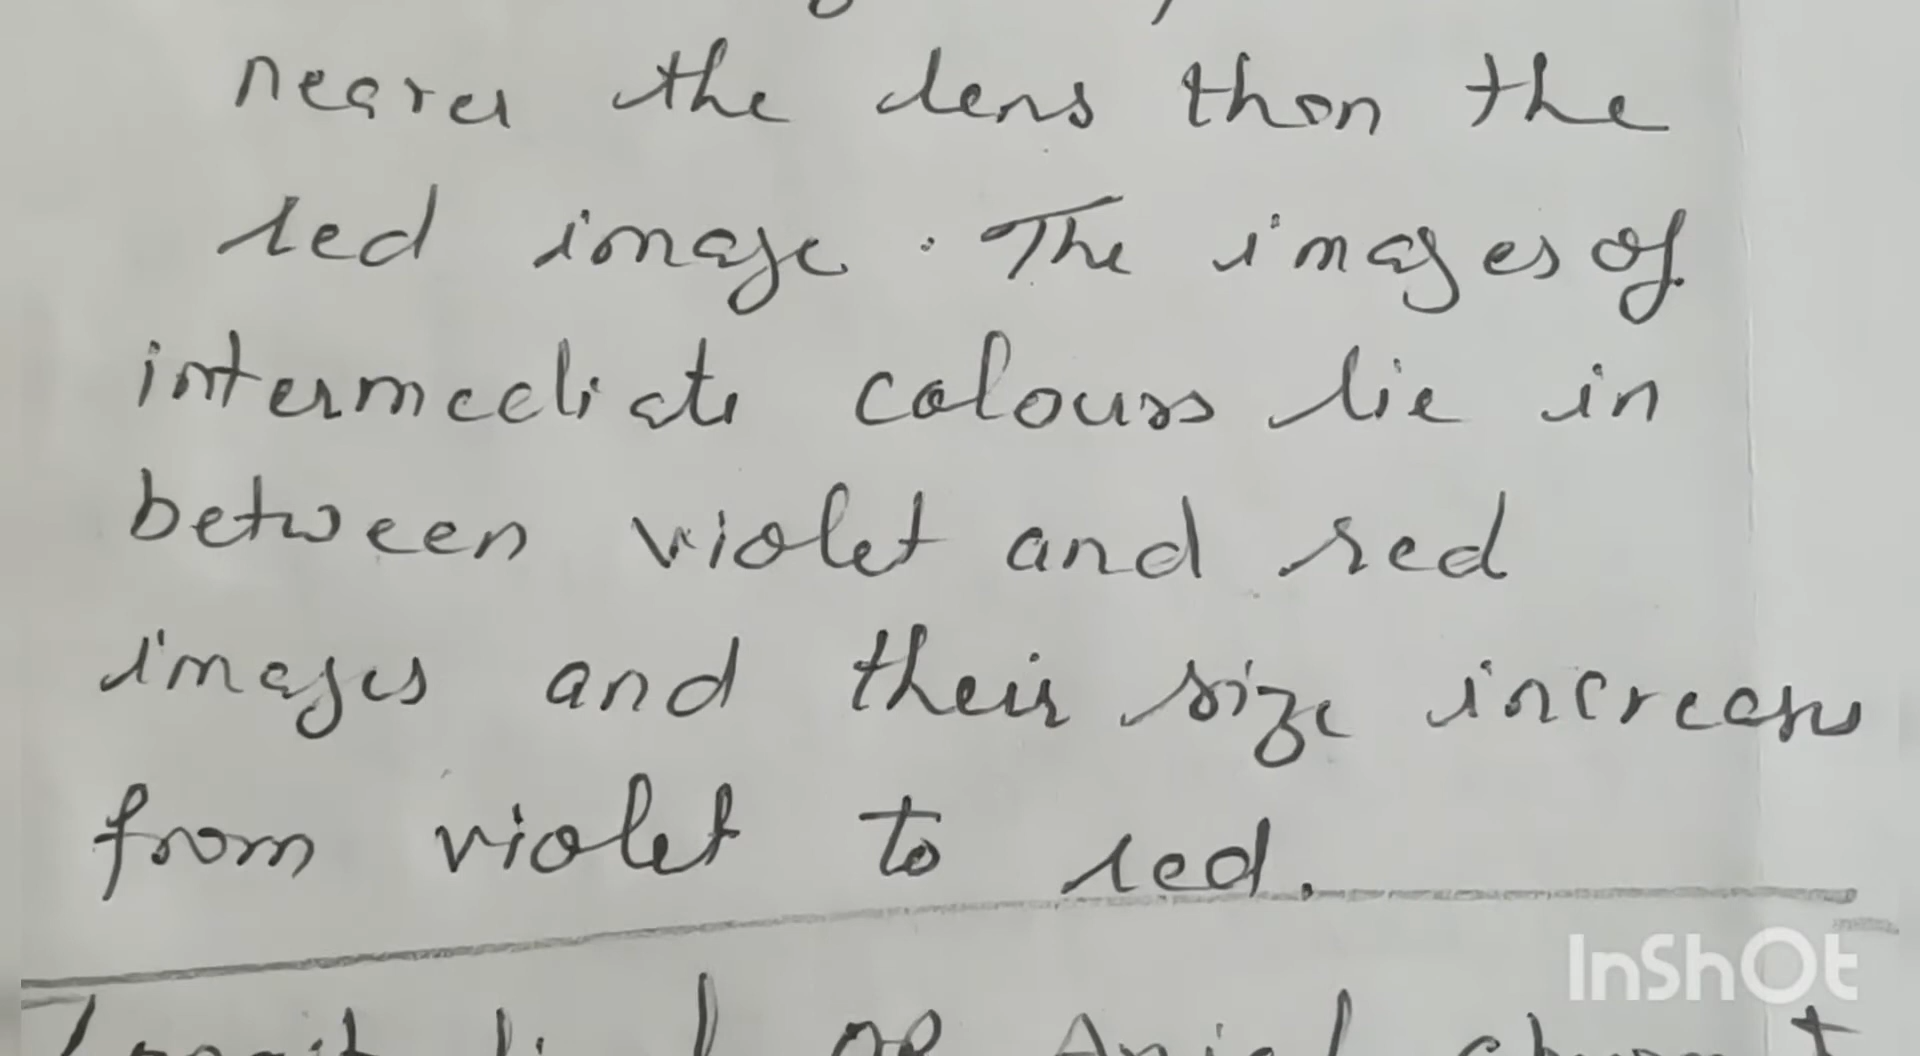 nearer the lens than the
red image. The images of
intermediate colours lie in
between violet and red
images and their size increases
from violet to red.
InShOt